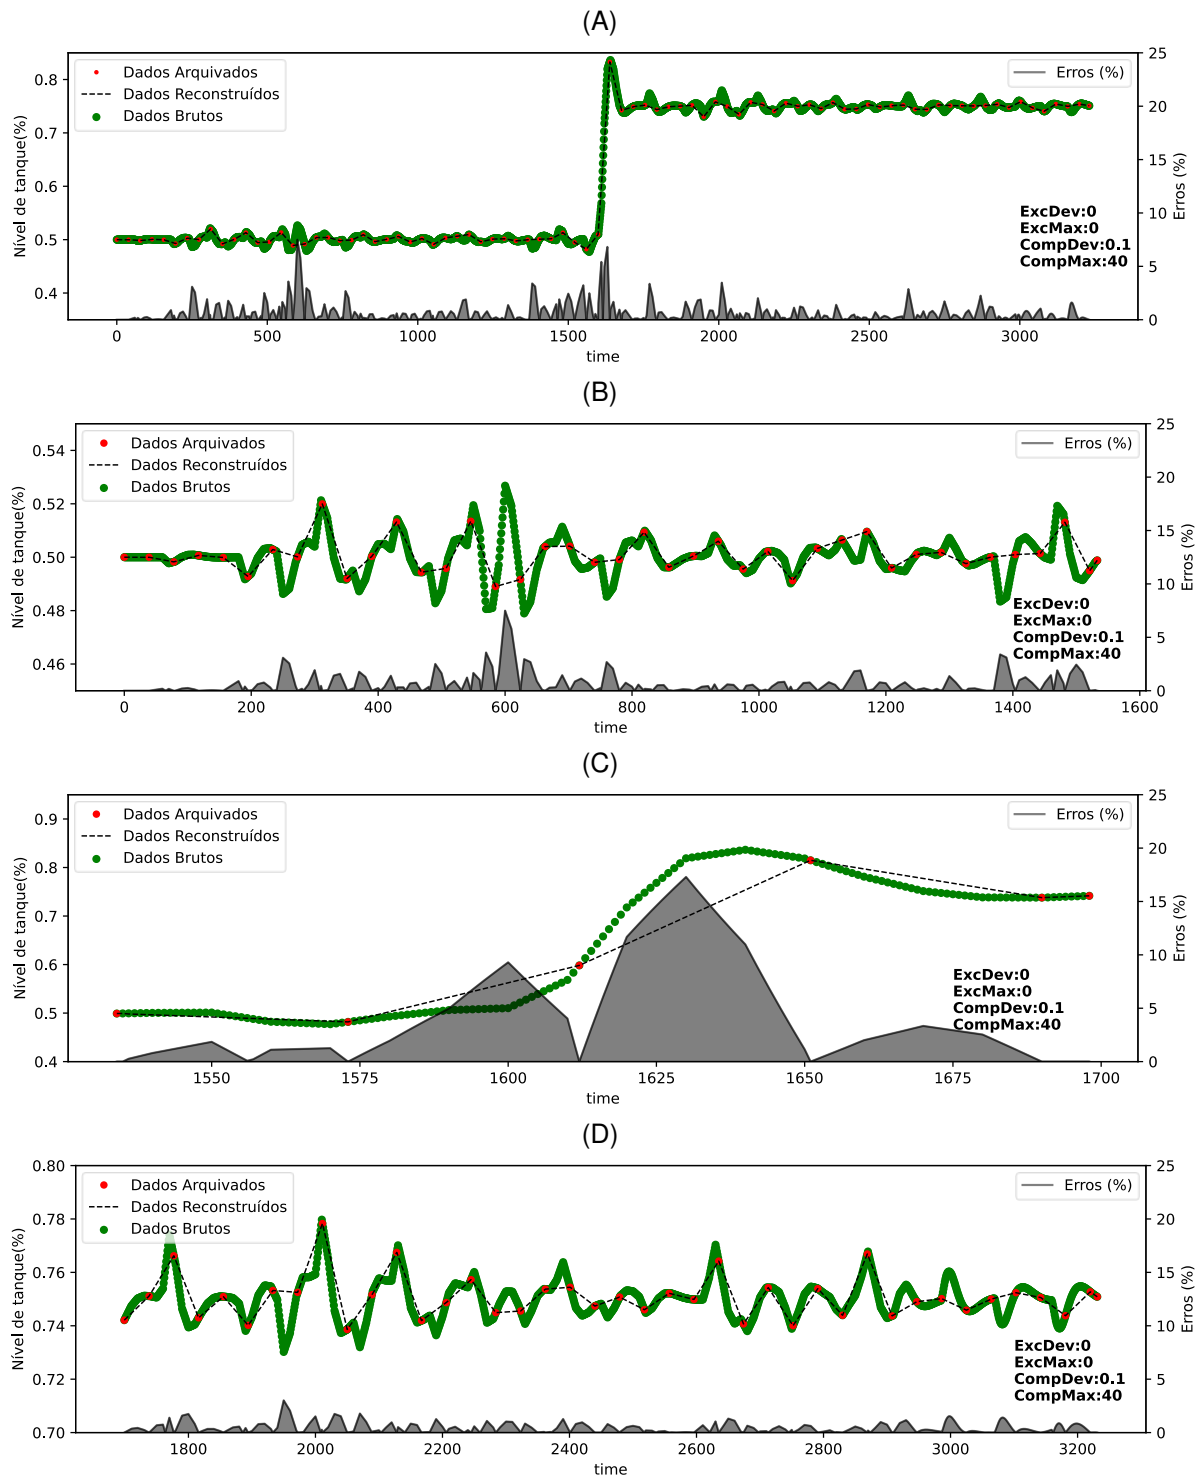 (A)
Dados Arquivados
Dados Reconstruídos
Dados Brutos
Erros (%)
Nível de tanque(%)
0.8
0.7
0.6
0.5
0.4
25
20
15
10
5
0
Erros (%)
ExcDev:0
ExcMax:0
CompDev:0.1
CompMax:40
0 500 1000 1500 2000 2500 3000
time
(B)
Dados Arquivados
Dados Reconstruídos
Dados Brutos
Erros (%)
Nível de tanque(%)
0.54
0.52
0.50
0.48
0.46
25
20
15
10
5
0
Erros (%)
ExcDev:0
ExcMax:0
CompDev:0.1
CompMax:40
0 200 400 600 800 1000 1200 1400 1600
time
(C)
Dados Arquivados
Dados Reconstruídos
Dados Brutos
Erros (%)
Nível de tanque(%)
0.9
0.8
0.7
0.6
0.5
0.4
25
20
15
10
5
0
Erros (%)
ExcDev:0
ExcMax:0
CompDev:0.1
CompMax:40
1550 1575 1600 1625 1650 1675 1700
time
(D)
Dados Arquivados
Dados Reconstruídos
Dados Brutos
Erros (%)
Nível de tanque(%)
0.80
0.78
0.76
0.74
0.72
0.70
25
20
15
10
5
0
Erros (%)
ExcDev:0
ExcMax:0
CompDev:0.1
CompMax:40
1800 2000 2200 2400 2600 2800 3000 3200
time